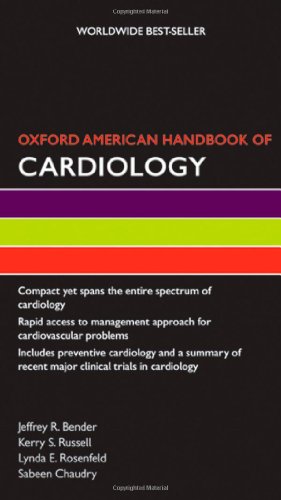 WORLDWIDE BEST-SELLER
OXFORD AMERICAN HANDBOOK OF
CARDIOLOGY
Compact yet spans the entire spectrum of
cardiology
Rapid access to management approach for
cardiovascular problems
Includes preventive cardiology and a summary of
recent major clinical trials in cardiology
Jeffrey R. Bender
Kerry S. Russell
Lynda E. Rosenfeld
Sabeen Chaudry